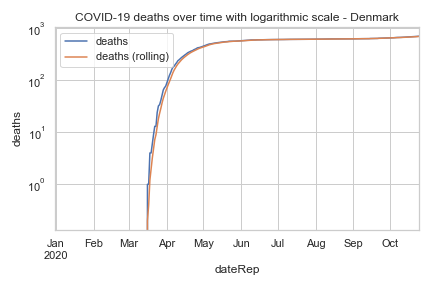 COVID-19 deaths over time with logarithmic scale - Denmark
deaths
deaths (rolling)
10³
10²
10¹
10⁰
deaths
Jan Feb Mar Apr May Jun Jul Aug Sep Oct
2020
dateRep